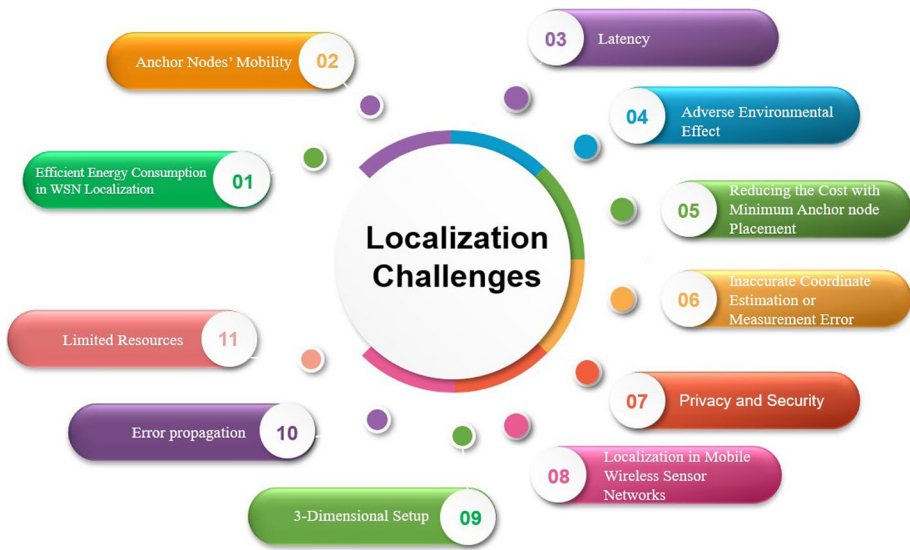 Localization
Challenges
Efficient Energy Consumption
in WSN Localization
01
Anchor Nodes' Mobility
02
03
Latency
04
Adverse Environmental
Effect
05
Reducing the Cost with
Minimum Anchor node
Placement
06
Inaccurate Coordinate
Estimation or
Measurement Error
07
Privacy and Security
08
Localization in Mobile
Wireless Sensor
Networks
3-Dimensional Setup
09
Error propagation
10
Limited Resources
11